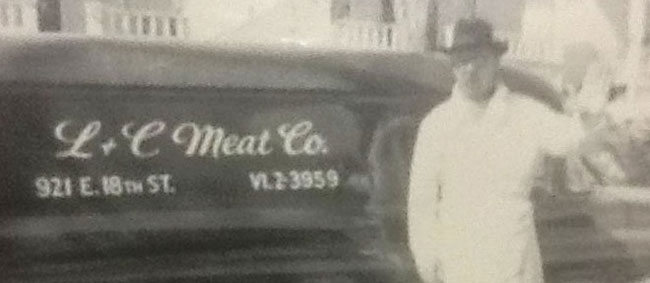 L + C Meat Co.
921 E. 18TH ST. VI.2-3959